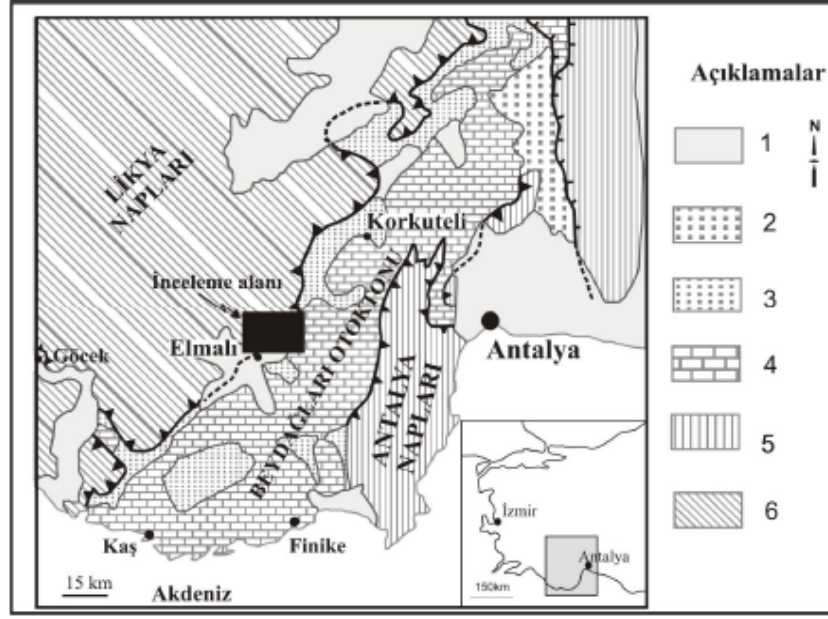 Açıklamalar
N
1
2
3
4
5
6
LİKYA
NAPLARI
Korkuteli
İnceleme alanı
Elmalı
Göcek
BEYDAĞLARI OTOKTONU
ANTALYA
NAPLARI
Antalya
Kaş
Finike
15 km
Akdeniz
İzmir
Antalya
150km